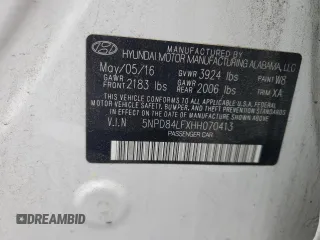 HYUNDAI MOTOR MANUFACTURING ALABAMA, LLC
May/05/16 GVWR 3924 lbs PAINT W8
GAWR FRONT 2183 lbs GAWR REAR 2006 lbs TRIM XA
THIS VEHICLE CONFORMS TO ALL APPLICABLE U.S.A. FEDERAL
MOTOR VEHICLE SAFETY, BUMPER, AND THEFT PREVENTION STANDARDS
IN EFFECT ON THE DATE OF MANUFACTURE SHOWN ABOVE.
V.I.N 5NPD84LFXHH070413
PASSENGER CAR
DREAMBID